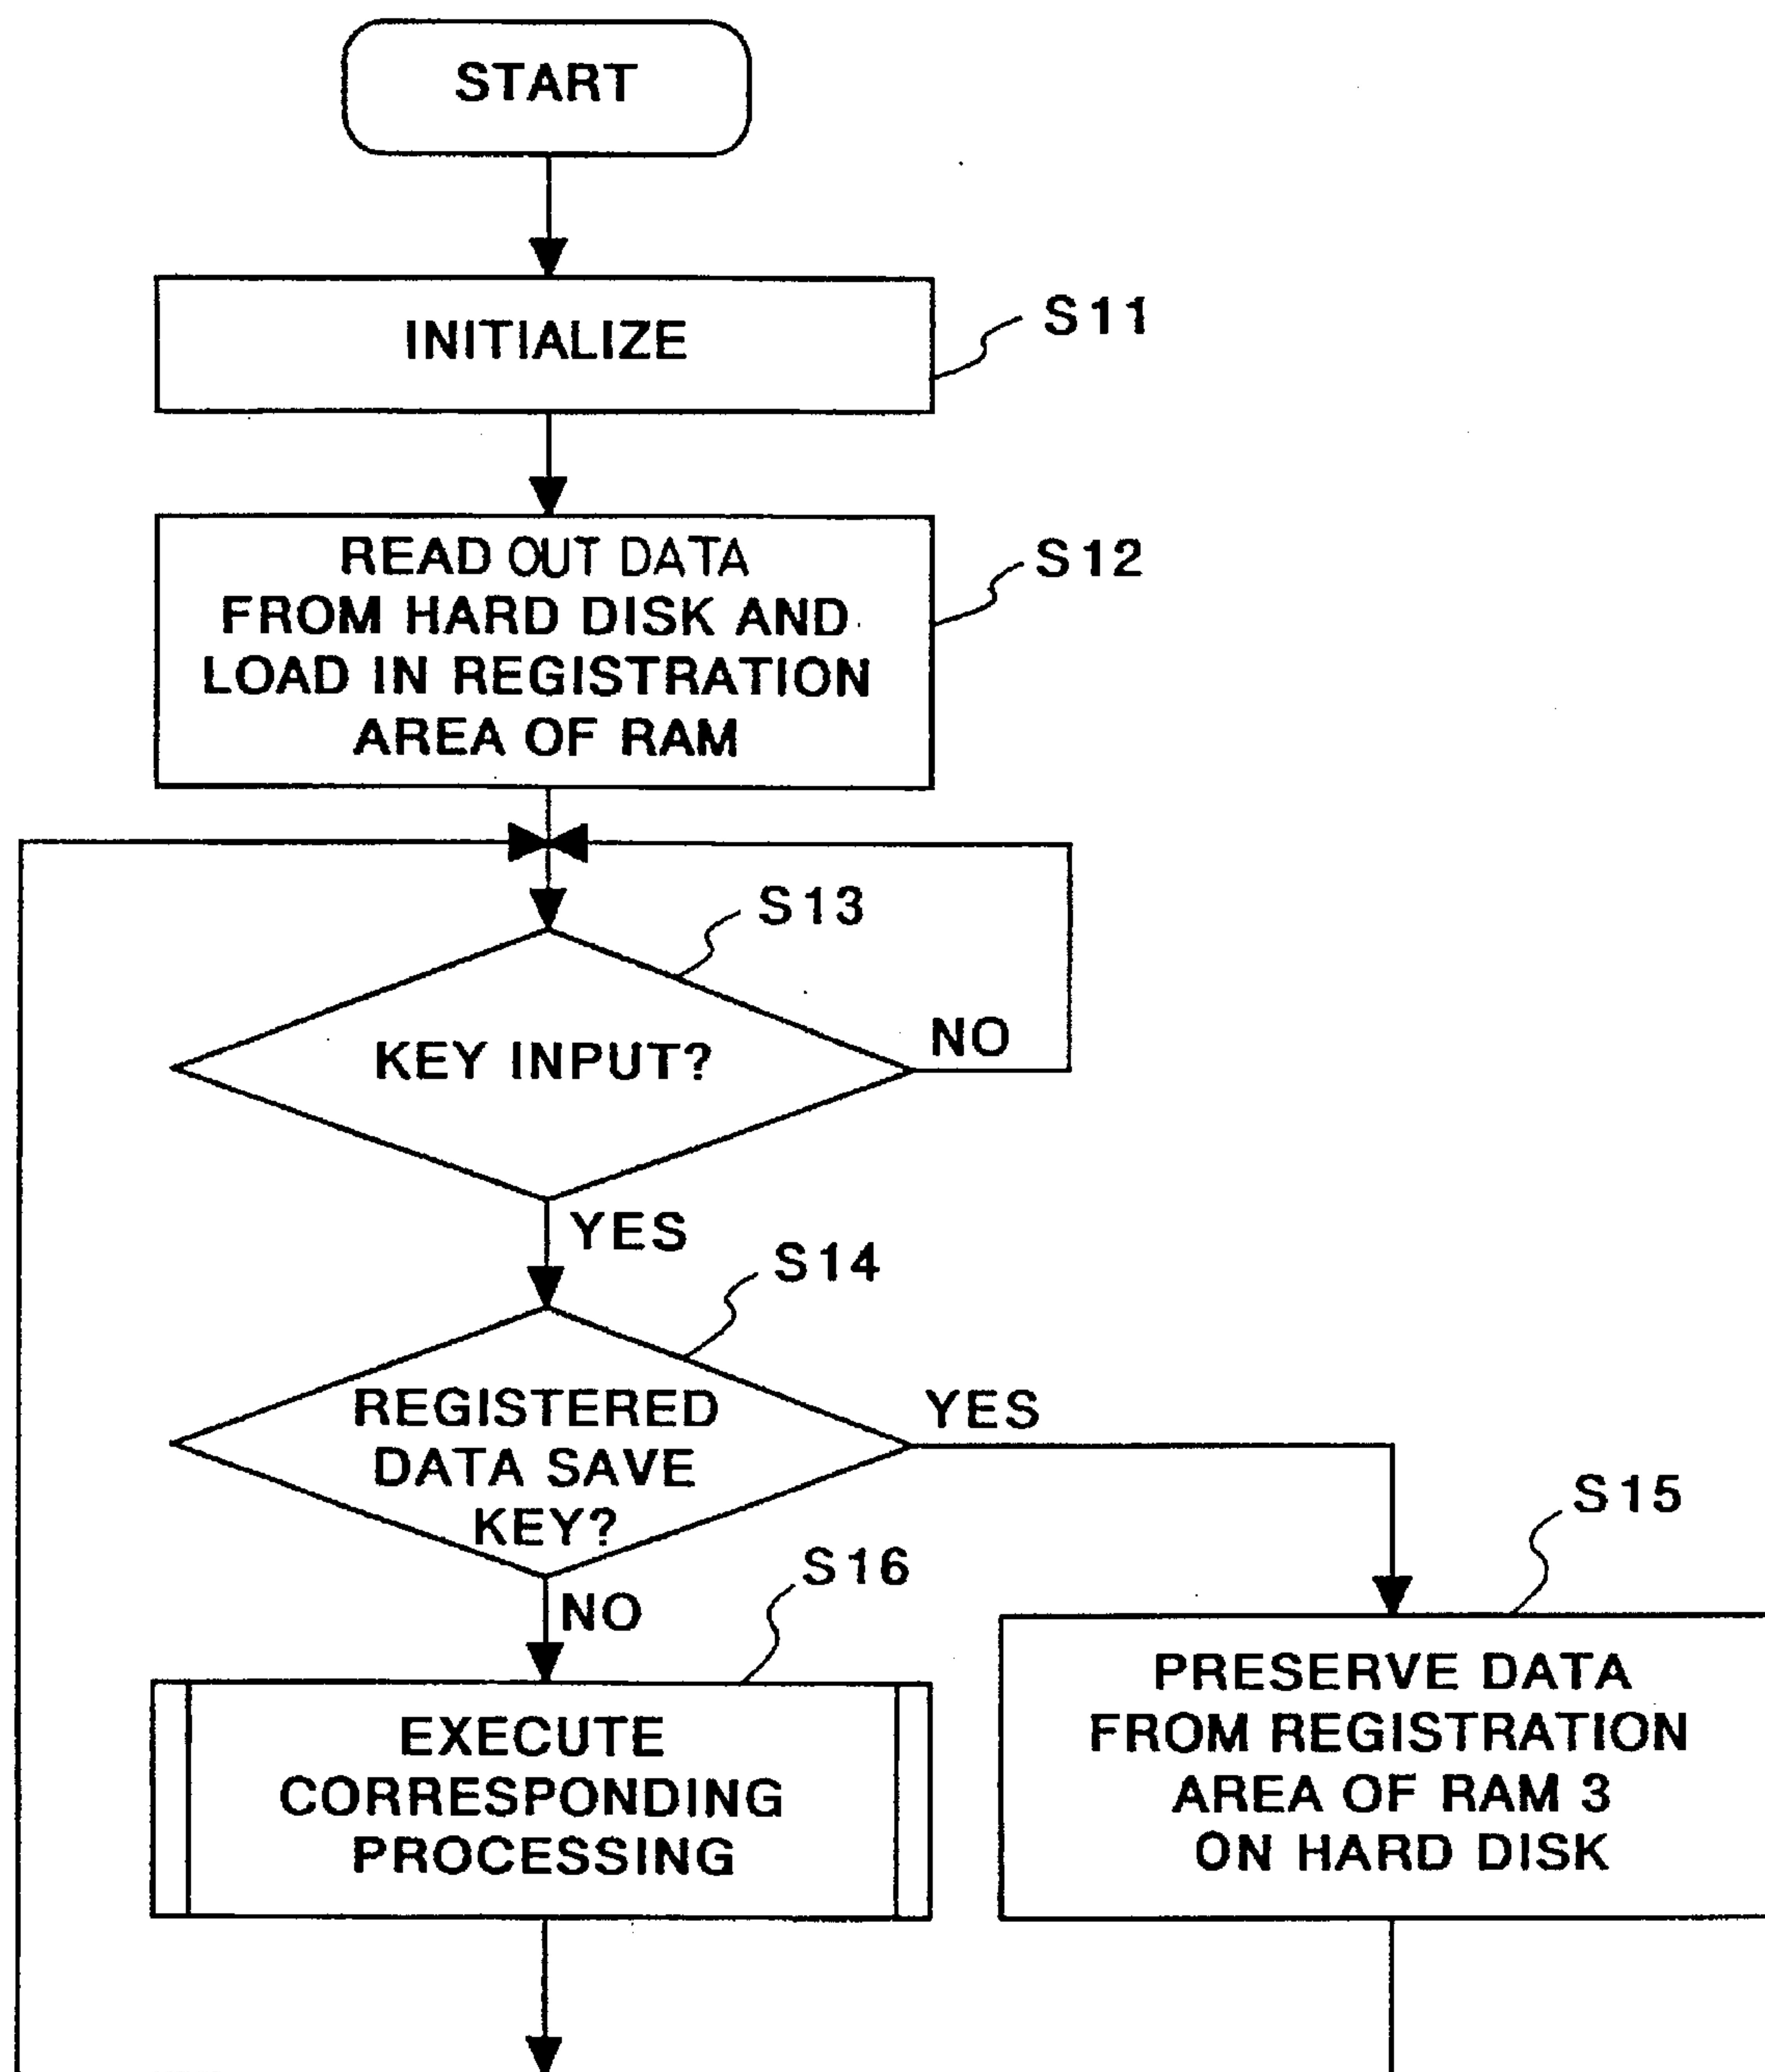 START
INITIALIZE
S11
READ OUT DATA
FROM HARD DISK AND
LOAD IN REGISTRATION
AREA OF RAM
S12
S13
KEY INPUT?
NO
YES
S14
REGISTERED
DATA SAVE
KEY?
YES
S15
NO
S16
EXECUTE
CORRESPONDING
PROCESSING
PRESERVE DATA
FROM REGISTRATION
AREA OF RAM 3
ON HARD DISK